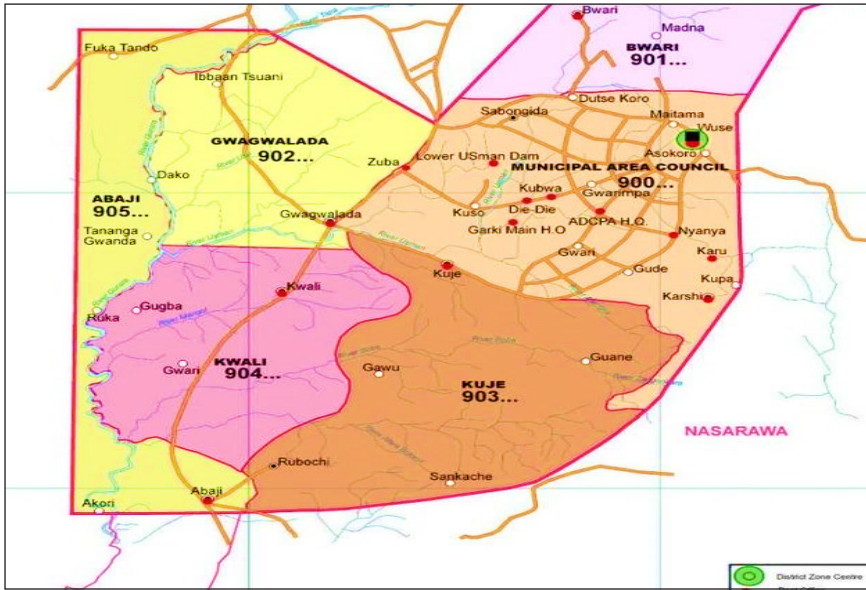 Bwari
Madna
BWARI
901...
Fuka Tando
Ibbaan Tsuani
Dutse Koro
Sabongida
Maitama
Wuse
GWAGWALADA
902...
Zuba
Lower USman Dam
Asokoro
MUNICIPAL AREA COUNCIL
900...
Dako
Kubwa
Gwarimpa
ABAJI
905...
Kuso
Die-Die
Gwagwalada
Garki Main H.O
ADCPA H.Q.
Tananga
Gwanda
Nyanya
River Usman
Gwari
Karu
Kuje
Gude
Kupa
Kwali
Karshi
Ruka
Gugba
KWALI
904...
Gwari
Gawu
Guane
KUJE
903...
NASARAWA
Rubochi
Sankache
Abaji
Akori
District Zone Centre